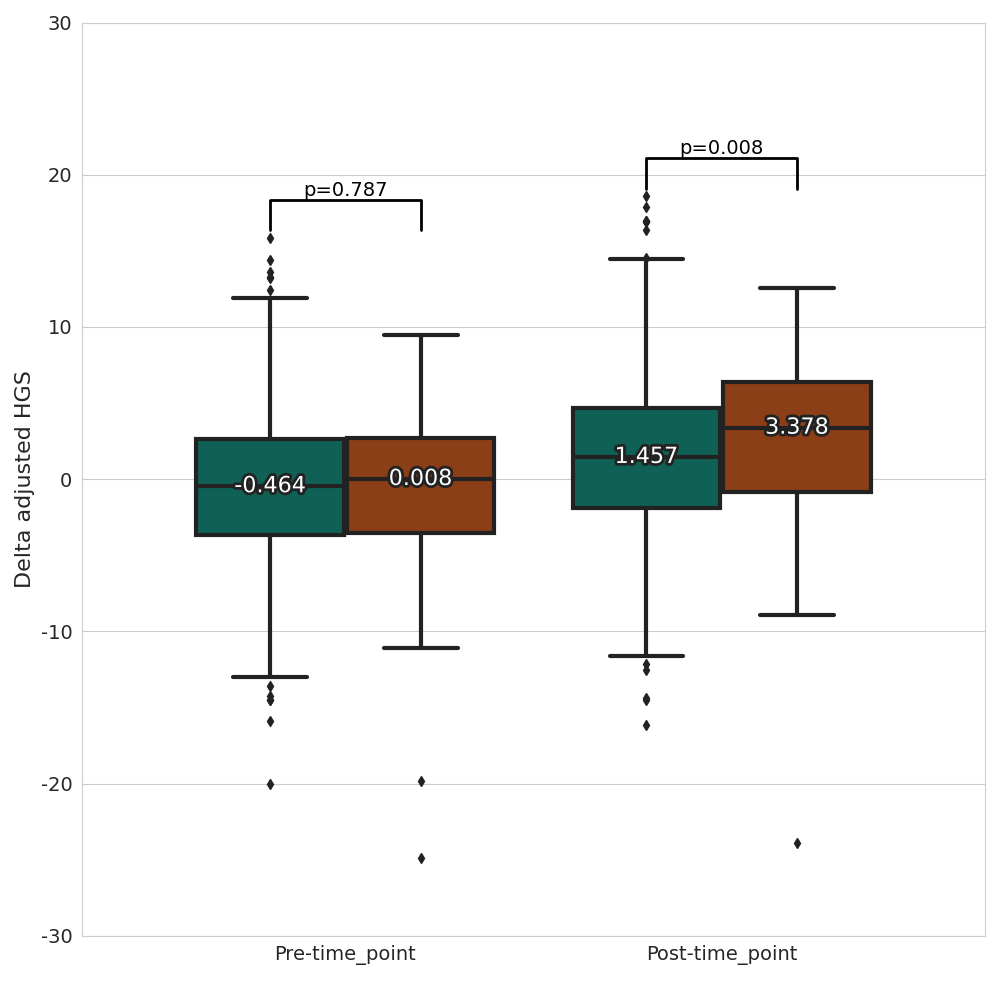 30
p=0.008
20
p=0.787
10
Delta adjusted HGS
3.378
1.457
0
-0.464
0.008
-10
-20
-30
Pre-time_point
Post-time_point